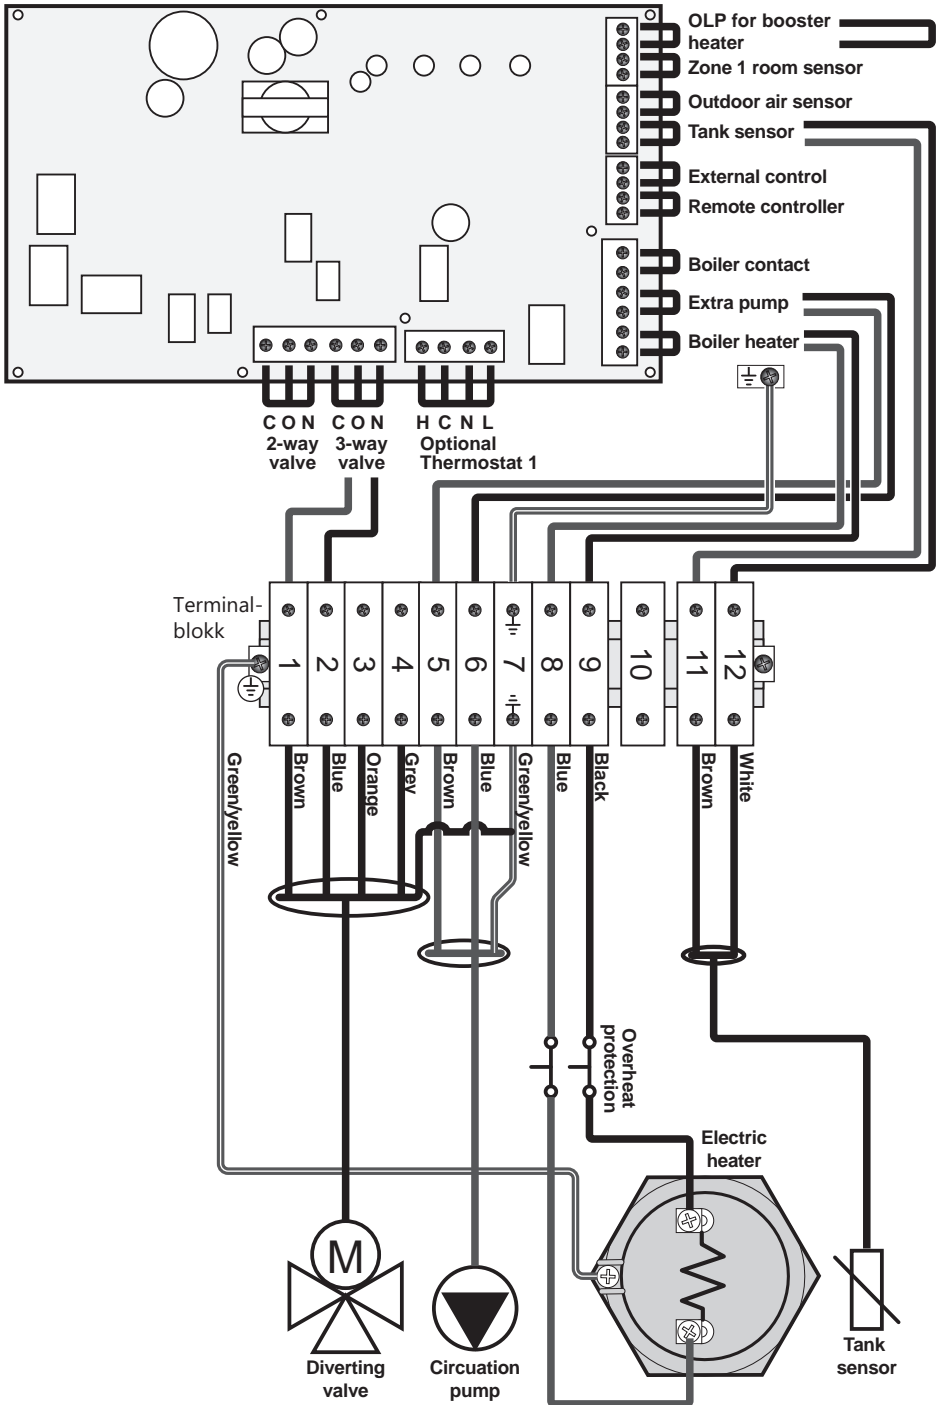 OLP for booster
heater
Zone 1 room sensor
Outdoor air sensor
Tank sensor
External control
Remote controller
Boiler contact
Extra pump
Boiler heater
C O N C O N H C N L
2-way
valve
3-way
valve
Optional
Thermostat 1
Terminal-
blokk
1 2 3 4 5 6 7 8 9 10 11 12
Green/yellow
Brown
Blue
Orange
Grey
Brown
Blue
Green/yellow
Blue
Black
Brown
White
Overheat
protection
Electric
heater
M
Diverting
valve
Circuation
pump
Tank
sensor